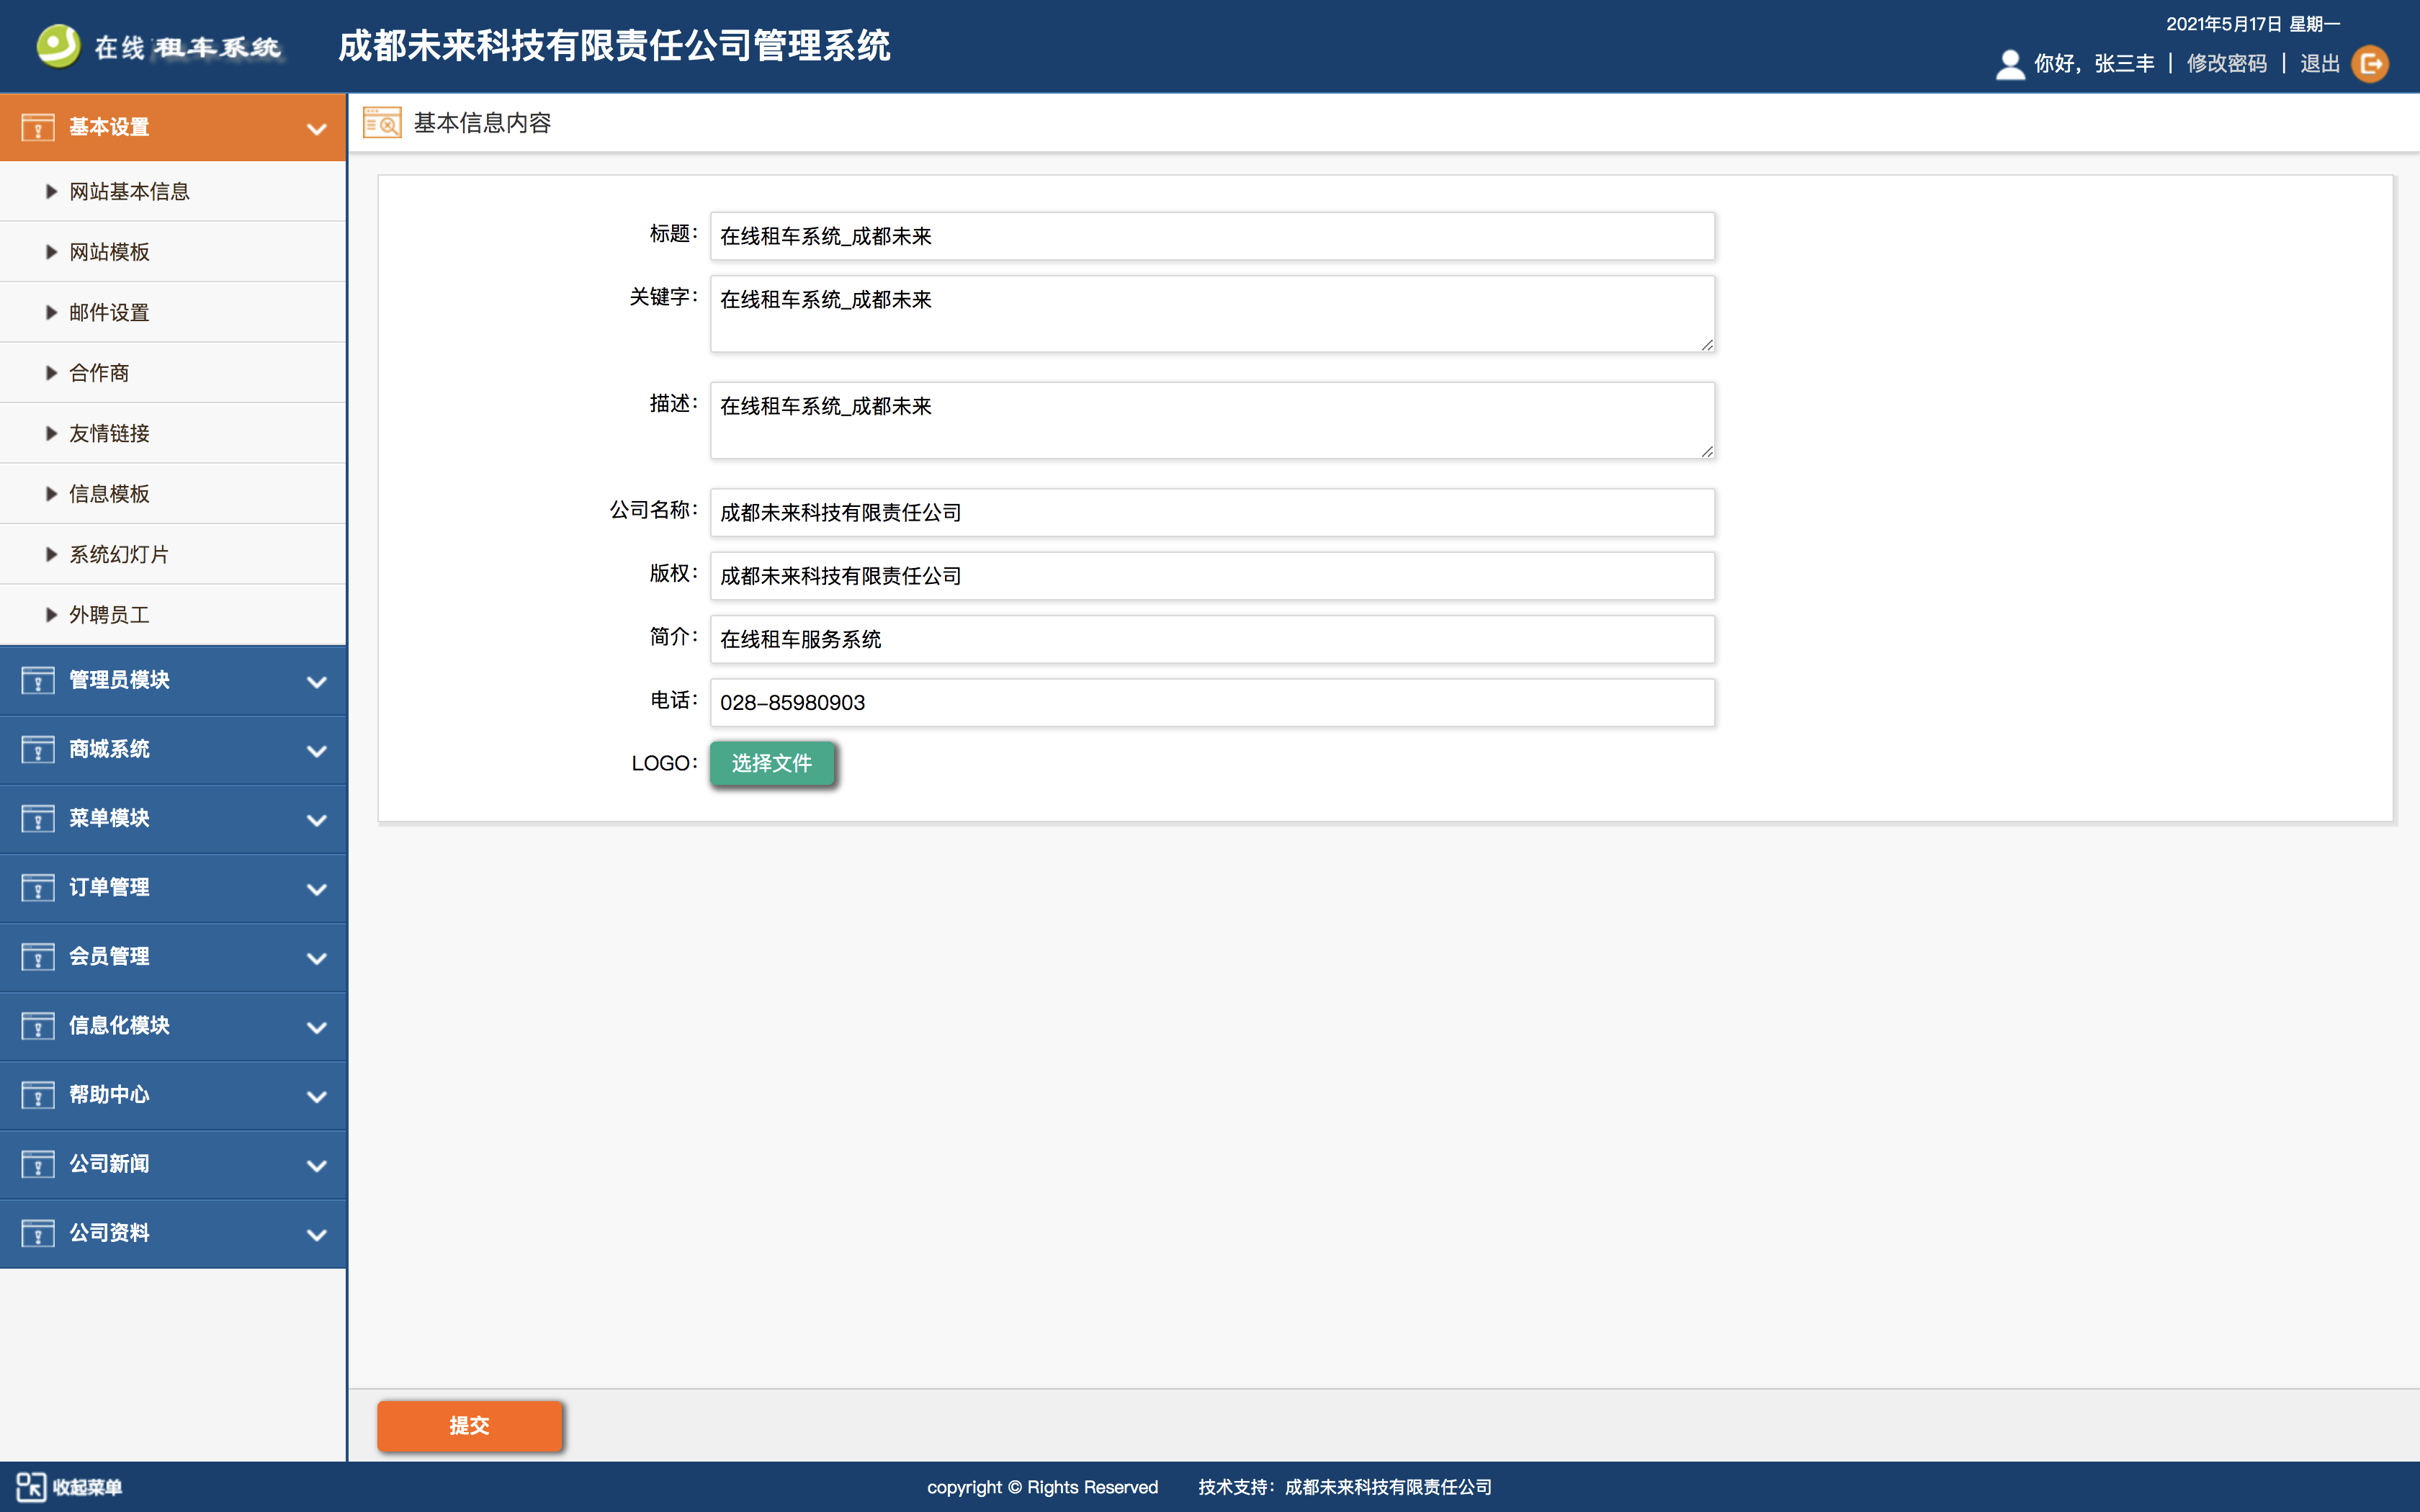 在线租车系统
成都未来科技有限责任公司管理系统
2021年5月17日 星期一
你好，张三丰 | 修改密码 | 退出
基本设置
网站基本信息
网站模板
邮件设置
合作商
友情链接
信息模板
系统幻灯片
外聘员工
管理员模块
商城系统
菜单模块
订单管理
会员管理
信息化模块
帮助中心
公司新闻
公司资料
基本信息内容
标题： 在线租车系统_成都未来
关键字： 在线租车系统_成都未来
描述： 在线租车系统_成都未来
公司名称： 成都未来科技有限责任公司
版权： 成都未来科技有限责任公司
简介： 在线租车服务系统
电话： 028-85980903
LOGO： 选择文件
提交
收起菜单
copyright © Rights Reserved 技术支持：成都未来科技有限责任公司